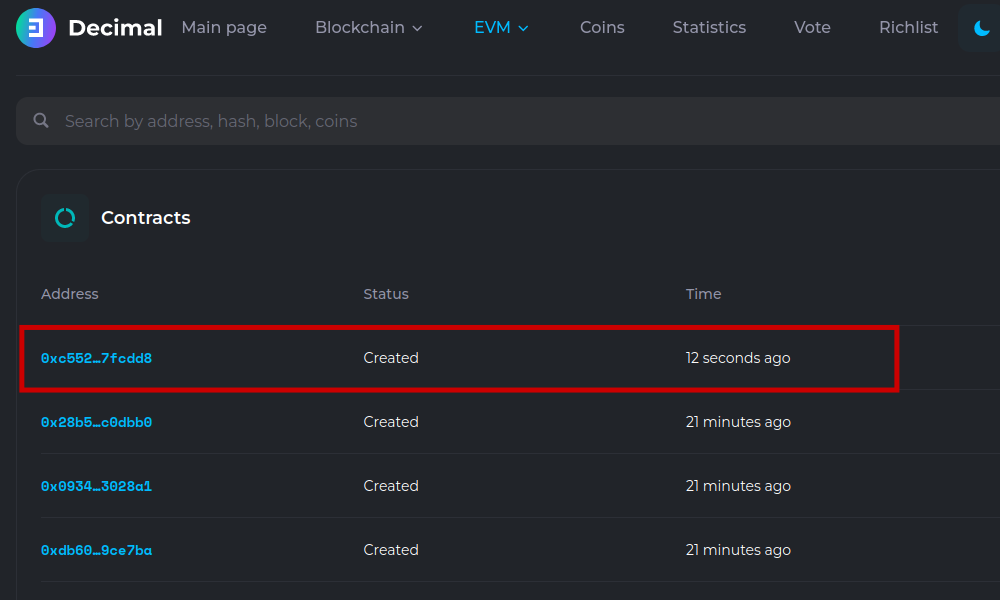 Decimal Main page Blockchain EVM Coins Statistics Vote Richlist
Search by address, hash, block, coins
Contracts
Address Status Time
0xc552…7fcdd8 Created 12 seconds ago
0x28b5…c0dbb0 Created 21 minutes ago
0x0934…3028a1 Created 21 minutes ago
0xdb60…9ce7ba Created 21 minutes ago